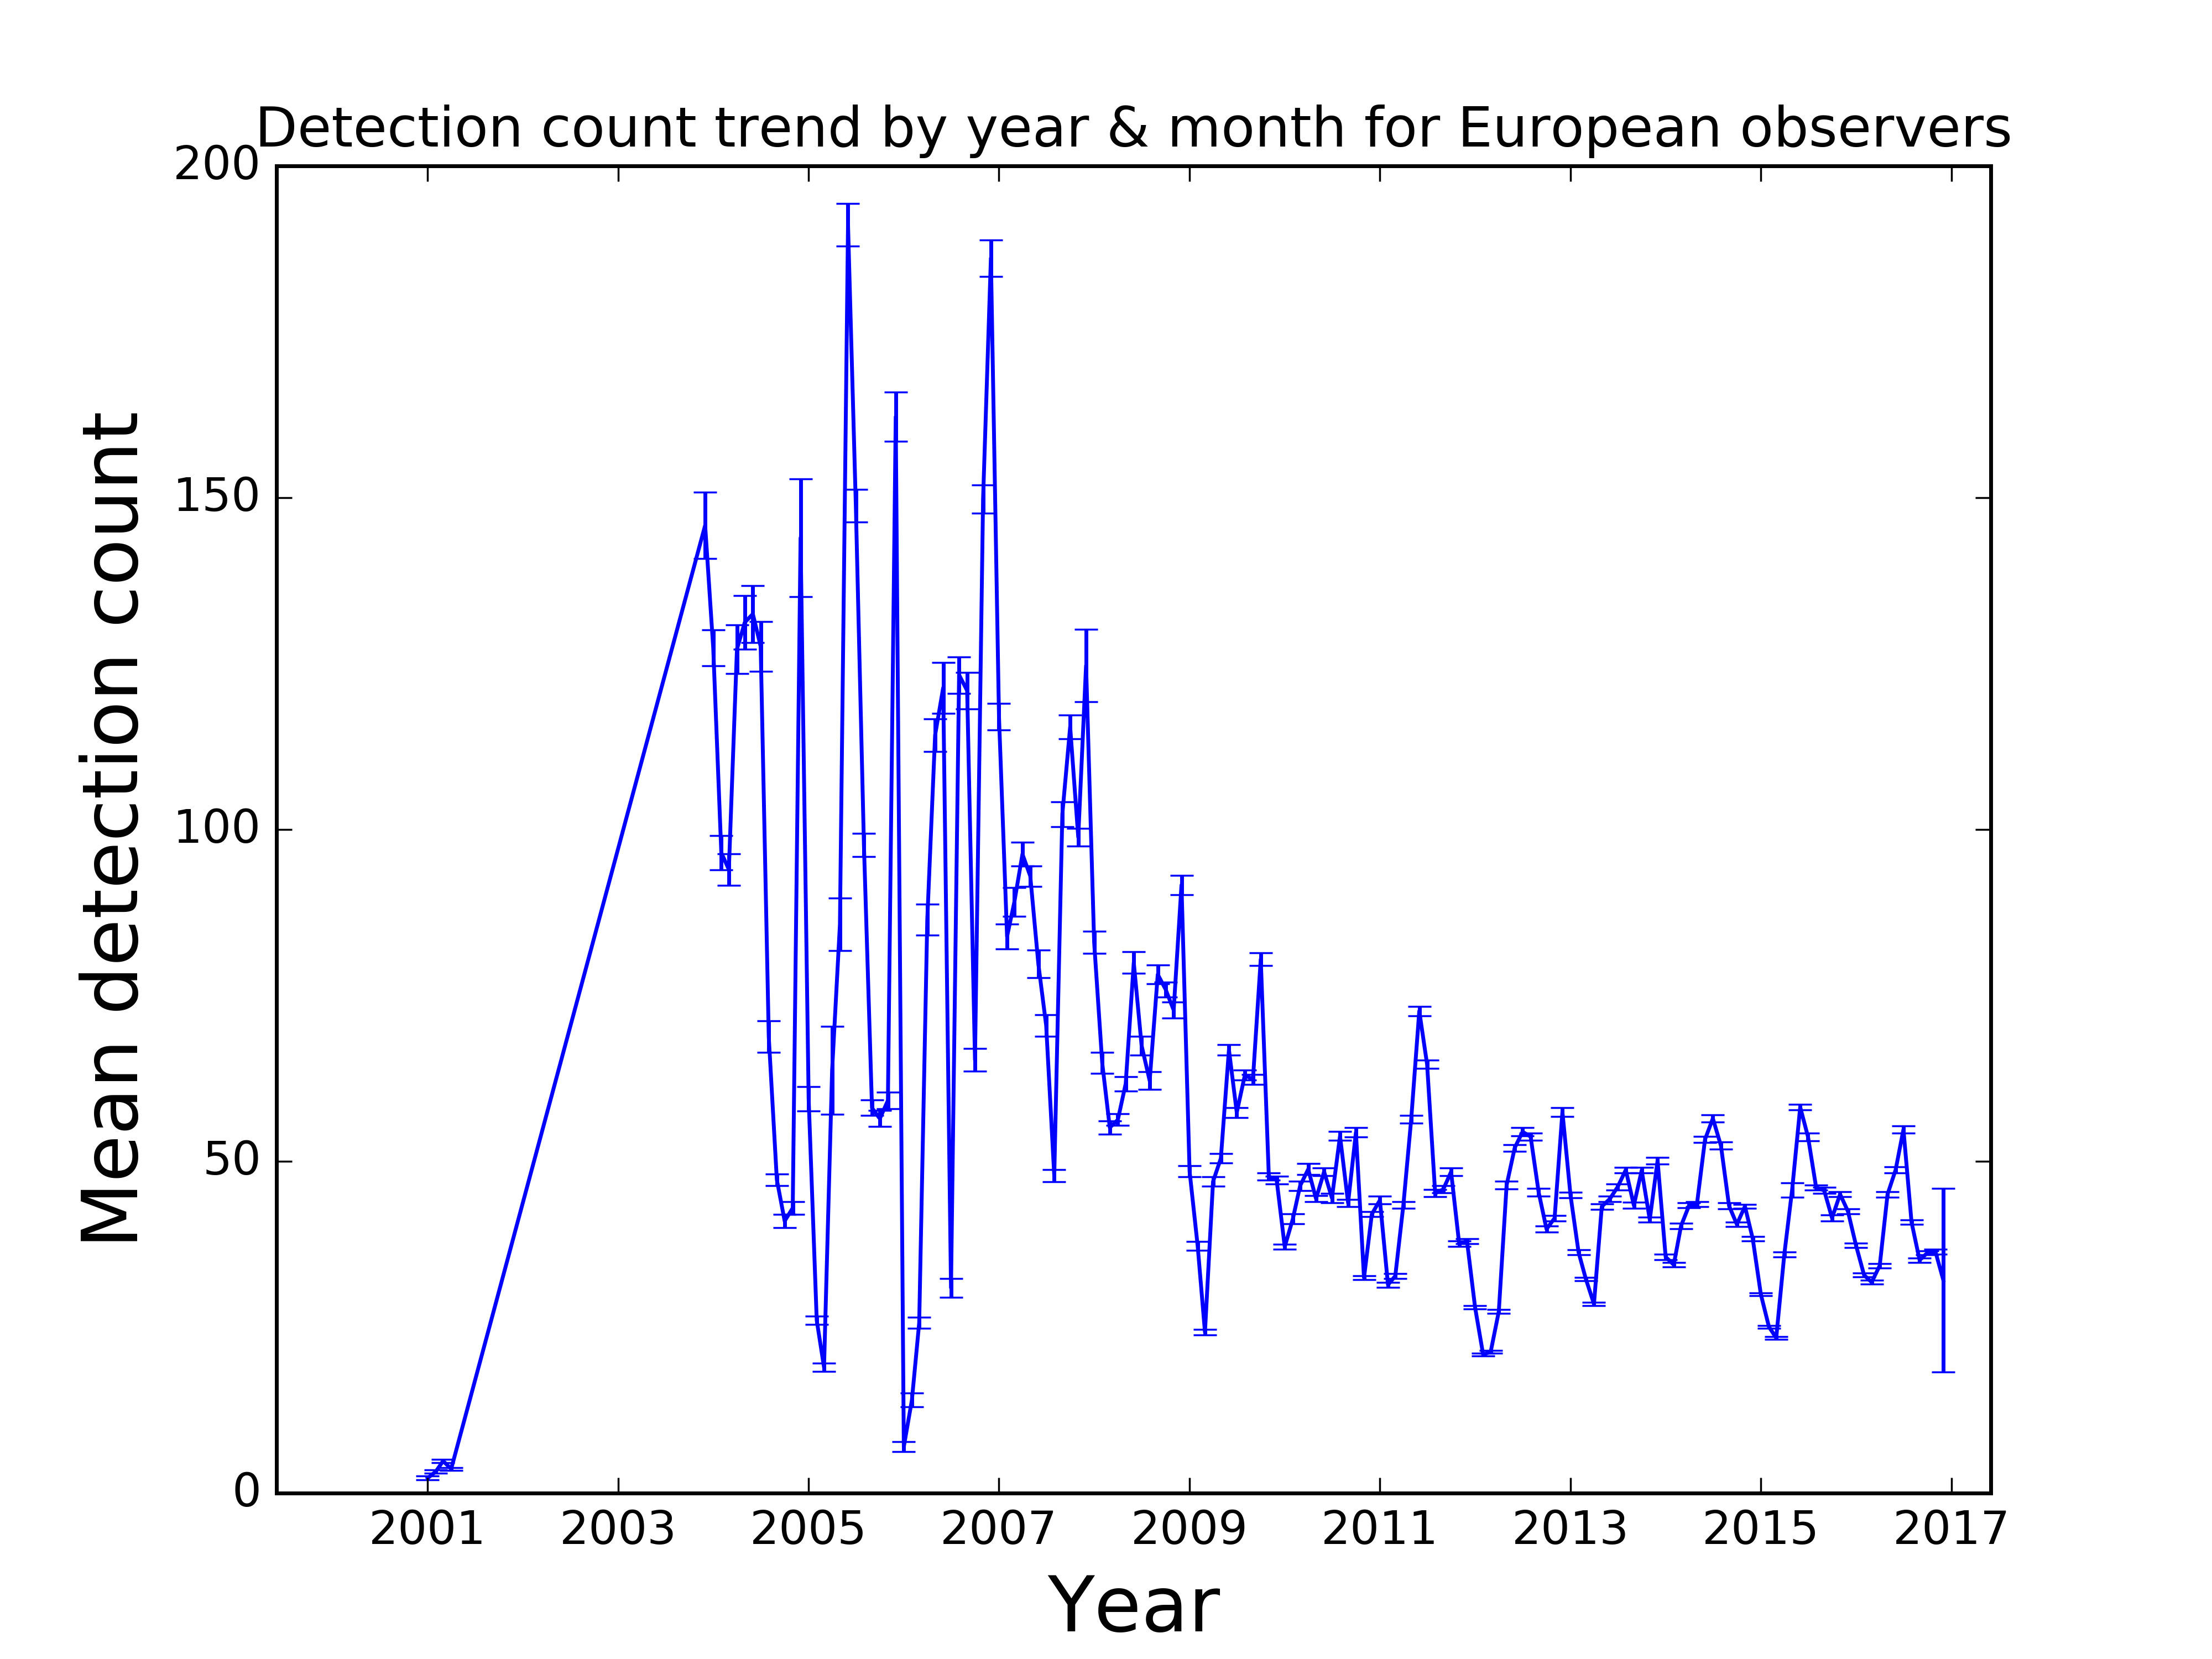 Detection count trend by year & month for European observers
200
150
100
50
0
Mean detection count
2001 2003 2005 2007 2009 2011 2013 2015 2017
Year